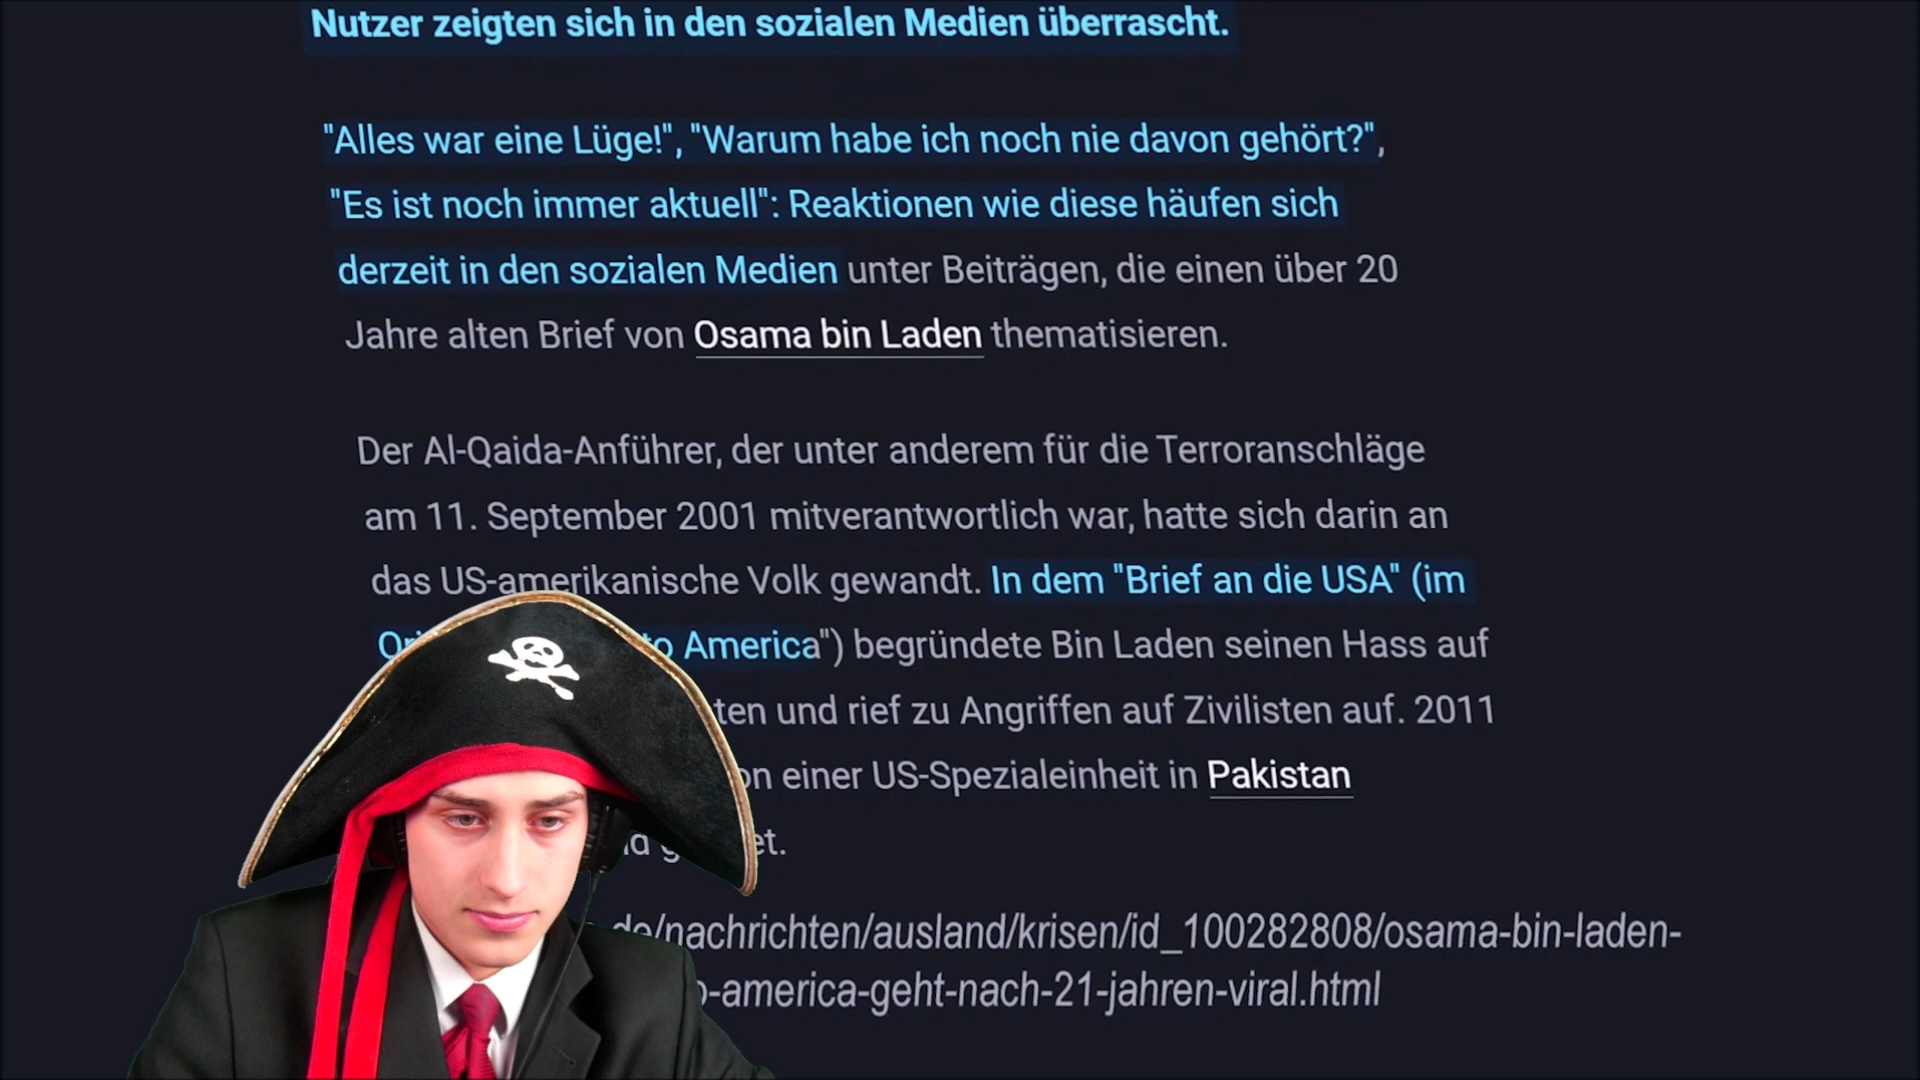 Nutzer zeigten sich in den sozialen Medien überrascht.
"Alles war eine Lüge!", "Warum habe ich noch nie davon gehört?",
"Es ist noch immer aktuell": Reaktionen wie diese häufen sich
derzeit in den sozialen Medien unter Beiträgen, die einen über 20
Jahre alten Brief von Osama bin Laden thematisieren.
Der Al-Qaida-Anführer, der unter anderem für die Terroranschläge
am 11. September 2001 mitverantwortlich war, hatte sich darin an
das US-amerikanische Volk gewandt. In dem "Brief an die USA" (im
to America") begründete Bin Laden seinen Hass auf
und rief zu Angriffen auf Zivilisten auf. 2011
einer US-Spezialeinheit in Pakistan
de/nachrichten/ausland/krisen/id_100282808/osama-bin-laden-
-america-geht-nach-21-jahren-viral.html